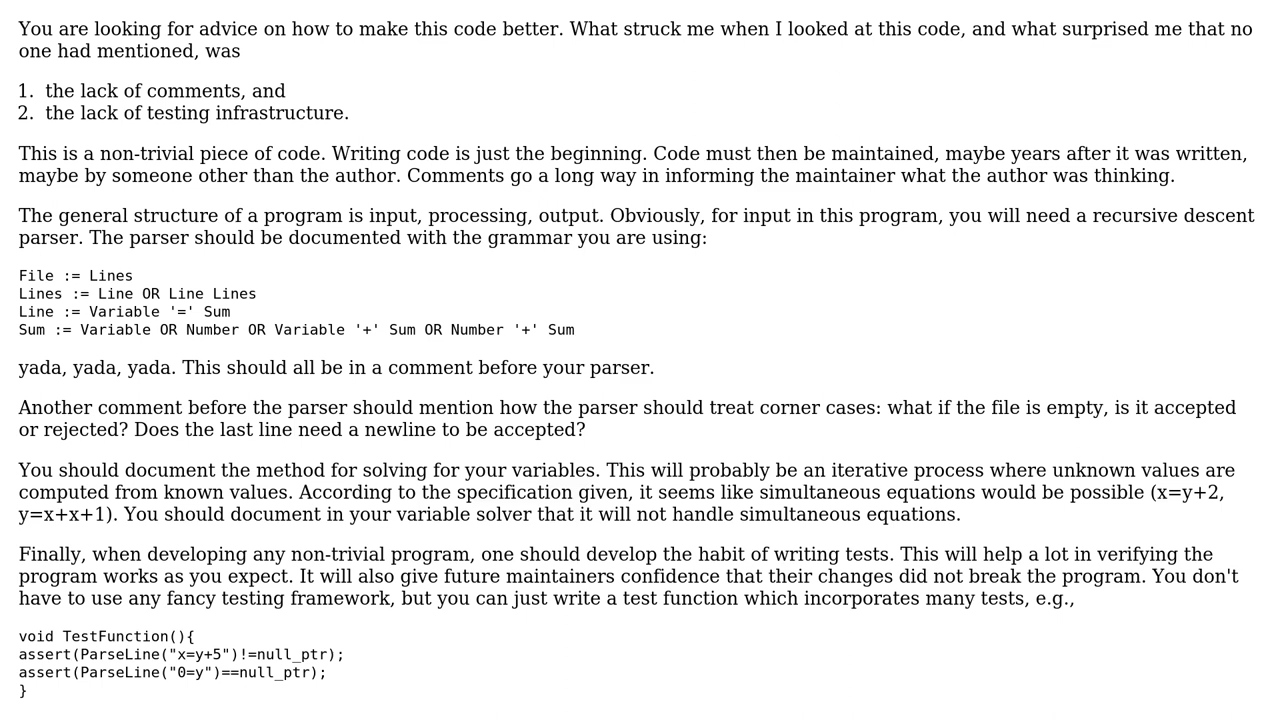 You are looking for advice on how to make this code better. What struck me when I looked at this code, and what surprised me that no
one had mentioned, was
1. the lack of comments, and
2. the lack of testing infrastructure.
This is a non-trivial piece of code. Writing code is just the beginning. Code must then be maintained, maybe years after it was written,
maybe by someone other than the author. Comments go a long way in informing the maintainer what the author was thinking.
The general structure of a program is input, processing, output. Obviously, for input in this program, you will need a recursive descent
parser. The parser should be documented with the grammar you are using:
File := Lines
Lines := Line OR Line Lines
Line := Variable '=' Sum
Sum := Variable OR Number OR Variable '+' Sum OR Number '+' Sum
yada, yada, yada. This should all be in a comment before your parser.
Another comment before the parser should mention how the parser should treat corner cases: what if the file is empty, is it accepted
or rejected? Does the last line need a newline to be accepted?
You should document the method for solving for your variables. This will probably be an iterative process where unknown values are
computed from known values. According to the specification given, it seems like simultaneous equations would be possible (x=y+2,
y=x+x+1). You should document in your variable solver that it will not handle simultaneous equations.
Finally, when developing any non-trivial program, one should develop the habit of writing tests. This will help a lot in verifying the
program works as you expect. It will also give future maintainers confidence that their changes did not break the program. You don't
have to use any fancy testing framework, but you can just write a test function which incorporates many tests, e.g.,
void TestFunction(){
assert(ParseLine("x=y+5")!=null_ptr);
assert(ParseLine("0=y")==null_ptr);
}